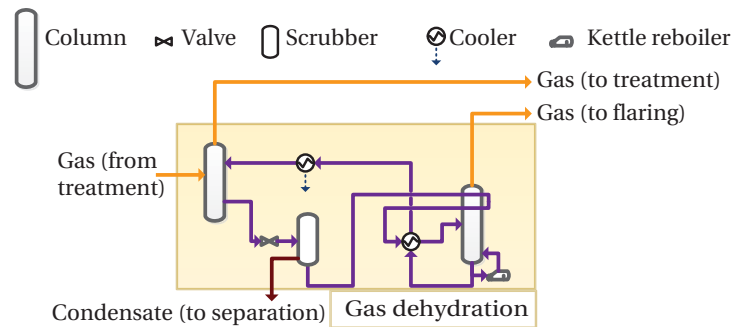 Column
Valve
Scrubber
Cooler
Kettle reboiler
Gas (to treatment)
Gas (to flaring)
Gas (from
treatment)
Condensate (to separation)
Gas dehydration